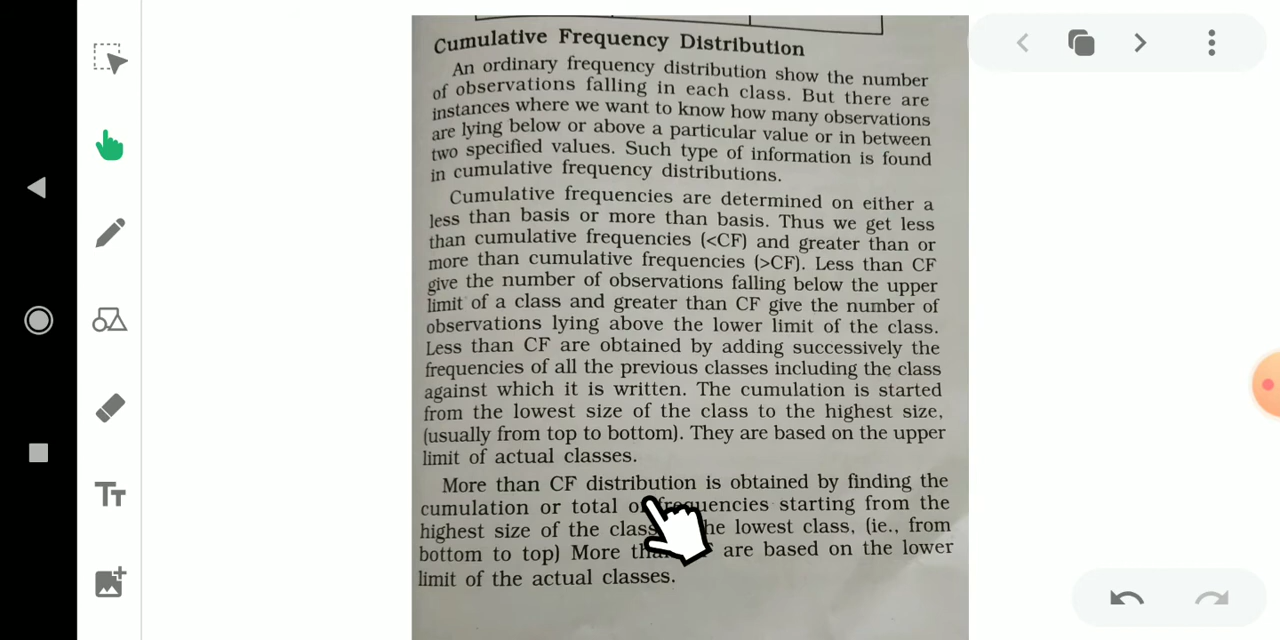 Cumulative Frequency Distribution
An ordinary frequency distribution show the number
of observations falling in each class. But there are
instances where we want to know how many observations
are lying below or above a particular value or in between
two specified values. Such type of information is found
in cumulative frequency distributions.
Cumulative frequencies are determined on either a
less than basis or more than basis. Thus we get less
than cumulative frequencies (<CF) and greater than or
more than cumulative frequencies (>CF). Less than CF
give the number of observations falling below the upper
limit of a class and greater than CF give the number of
observations lying above the lower limit of the class.
Less than CF are obtained by adding successively the
frequencies of all the previous classes including the class
against which it is written. The cumulation is started
from the lowest size of the class to the highest size,
(usually from top to bottom). They are based on the upper
limit of actual classes.
More than CF distribution is obtained by finding the
cumulation or total of frequencies starting from the
highest size of the class the lowest class, (ie., from
bottom to top) More than are based on the lower
limit of the actual classes.
Tт